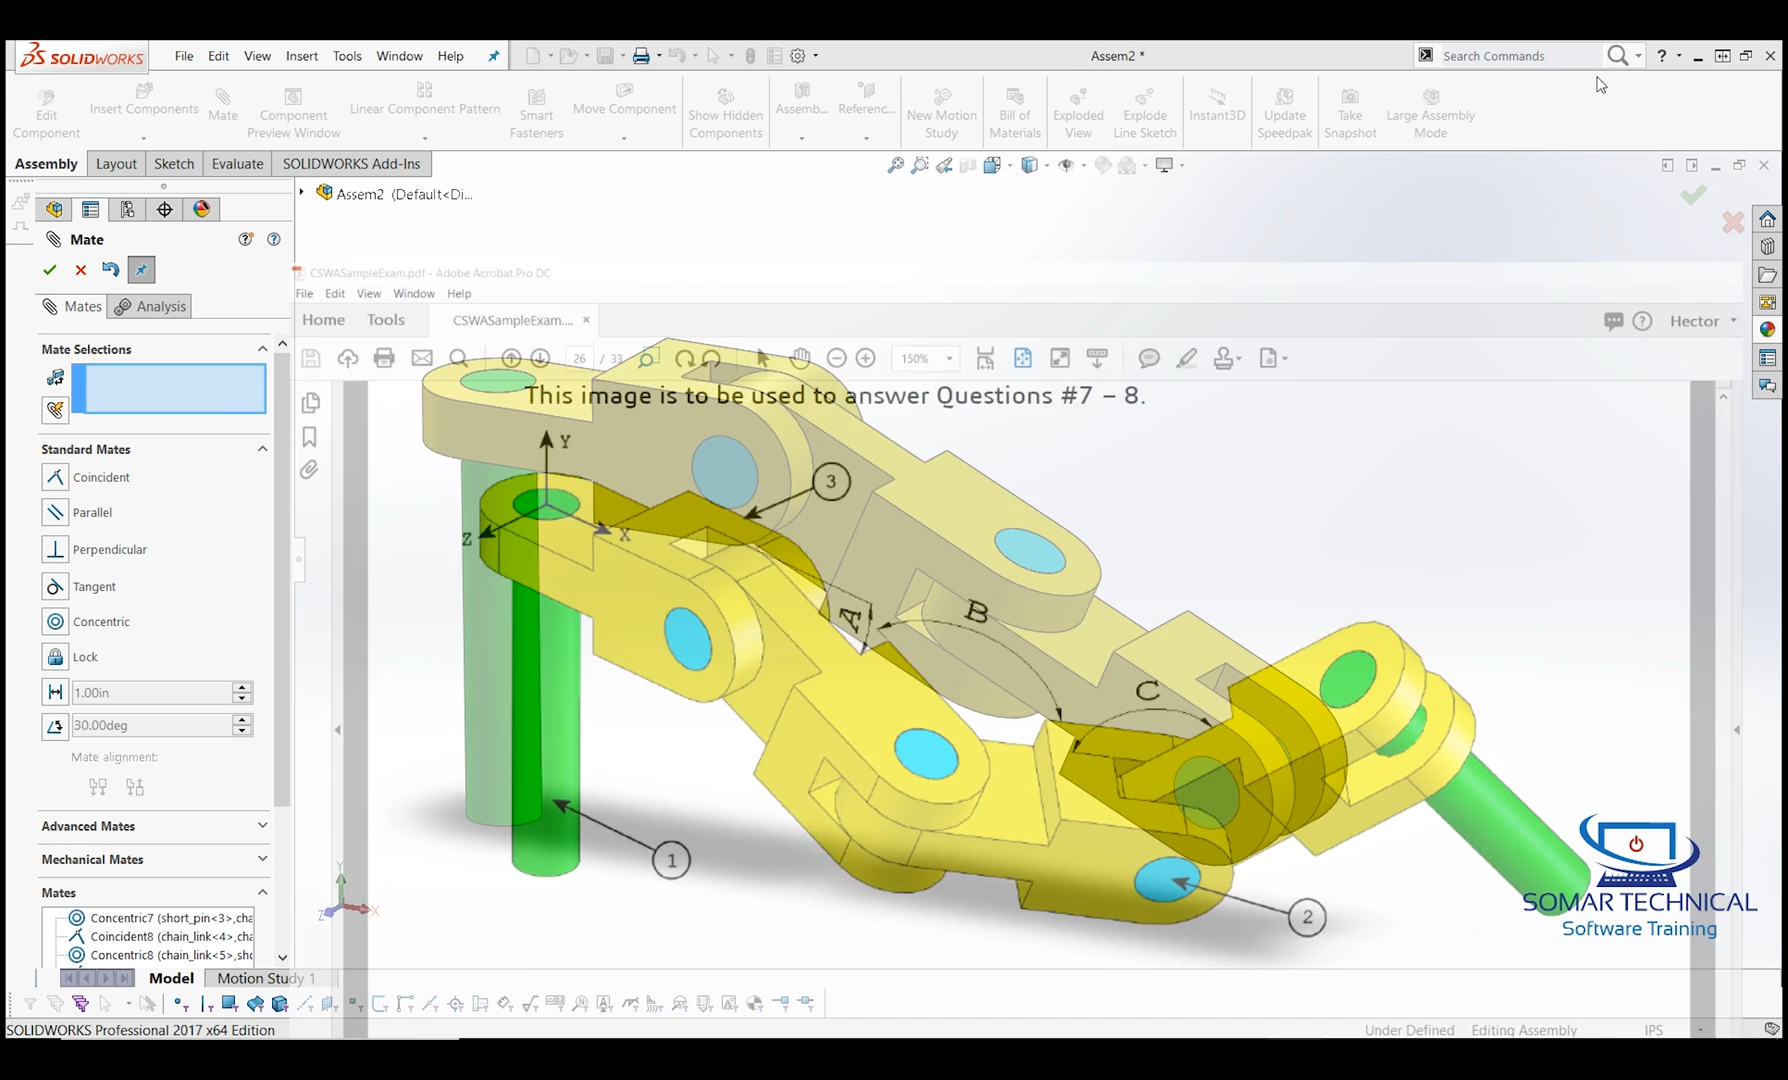 SOLIDWORKS File Edit View Insert Tools Window Help Assem2 * Search Commands ?
Edit Component
Insert Components
Mate
Component Preview Window
Linear Component Pattern
Smart Fasteners
Move Component
Show Hidden Components
Assemb...
Referenc...
New Motion Study
Bill of Materials
Exploded View
Explode Line Sketch
Instant3D
Update Speedpak
Take Snapshot
Large Assembly Mode
Assembly Layout Sketch Evaluate SOLIDWORKS Add-Ins
Assem2 (Default<Di...
Mate
Mates Analysis
Mate Selections
Standard Mates
Coincident
Parallel
Perpendicular
Tangent
Concentric
Lock
1.00in
30.00deg
Mate alignment:
Advanced Mates
Mechanical Mates
Mates
Concentric7 (short_pin<3>,cha
Coincident8 (chain_link<4>,cha
Concentric8 (chain_link<5>,sho
CSWASampleExam.pdf - Adobe Acrobat Pro DC
File Edit View Window Help
Home Tools CSWASampleExam.... × Hector
26 / 33 150%
This image is to be used to answer Questions #7 – 8.
Y
3
Z X
A B
C
1
2
Y
Z X
SOMAR TECHNICAL
Software Training
Model Motion Study 1
SOLIDWORKS Professional 2017 x64 Edition Under Defined Editing Assembly IPS